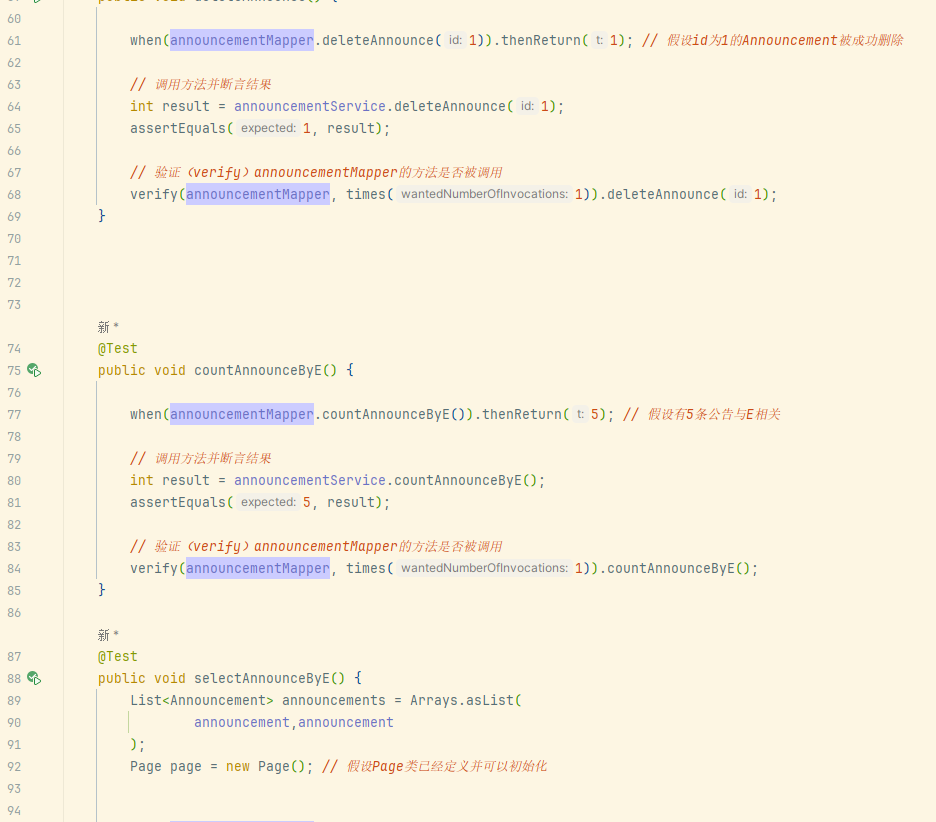 60
61 when(announcementMapper.deleteAnnounce( id: 1)).thenReturn( t: 1); // 假设id为1的Announcement被成功删除
62
63 // 调用方法并断言结果
64 int result = announcementService.deleteAnnounce( id: 1);
65 assertEquals( expected: 1, result);
66
67 // 验证（verify）announcementMapper的方法是否被调用
68 verify(announcementMapper, times( wantedNumberOfInvocations: 1)).deleteAnnounce( id: 1);
69 }
70
71
72
73
新 *
74 @Test
75 public void countAnnounceByE() {
76
77 when(announcementMapper.countAnnounceByE()).thenReturn( t: 5); // 假设有5条公告与E相关
78
79 // 调用方法并断言结果
80 int result = announcementService.countAnnounceByE();
81 assertEquals( expected: 5, result);
82
83 // 验证（verify）announcementMapper的方法是否被调用
84 verify(announcementMapper, times( wantedNumberOfInvocations: 1)).countAnnounceByE();
85 }
86
新 *
87 @Test
88 public void selectAnnounceByE() {
89 List<Announcement> announcements = Arrays.asList(
90 announcement,announcement
91 );
92 Page page = new Page(); // 假设Page类已经定义并可以初始化
93
94